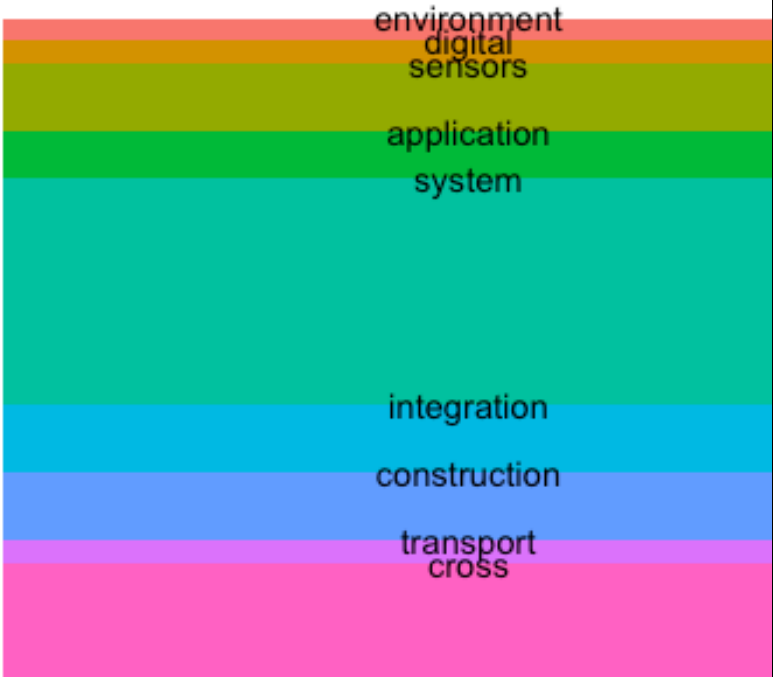 environment
digital
sensors
application
system
integration
construction
transport
cross